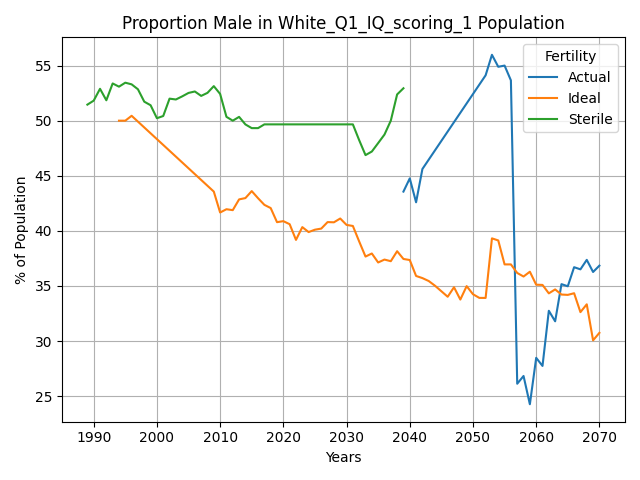 Proportion Male in White_Q1_IQ_scoring_1 Population
Fertility
Actual
Ideal
Sterile
% of Population
55
50
45
40
35
30
25
1990
2000
2010
2020
2030
2040
2050
2060
2070
Years